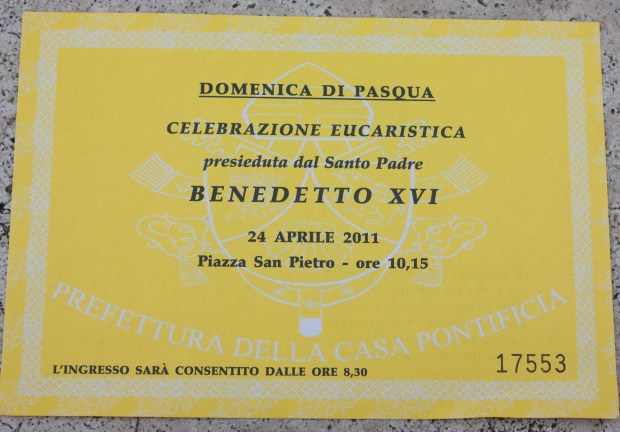 DOMENICA DI PASQUA
CELEBRAZIONE EUCARISTICA
presieduta dal Santo Padre
BENEDETTO XVI
24 APRILE 2011
Piazza San Pietro - ore 10,15
PREFETTURA DELLA CASA PONTIFICIA
L'INGRESSO SARÀ CONSENTITO DALLE ORE 8,30
17553